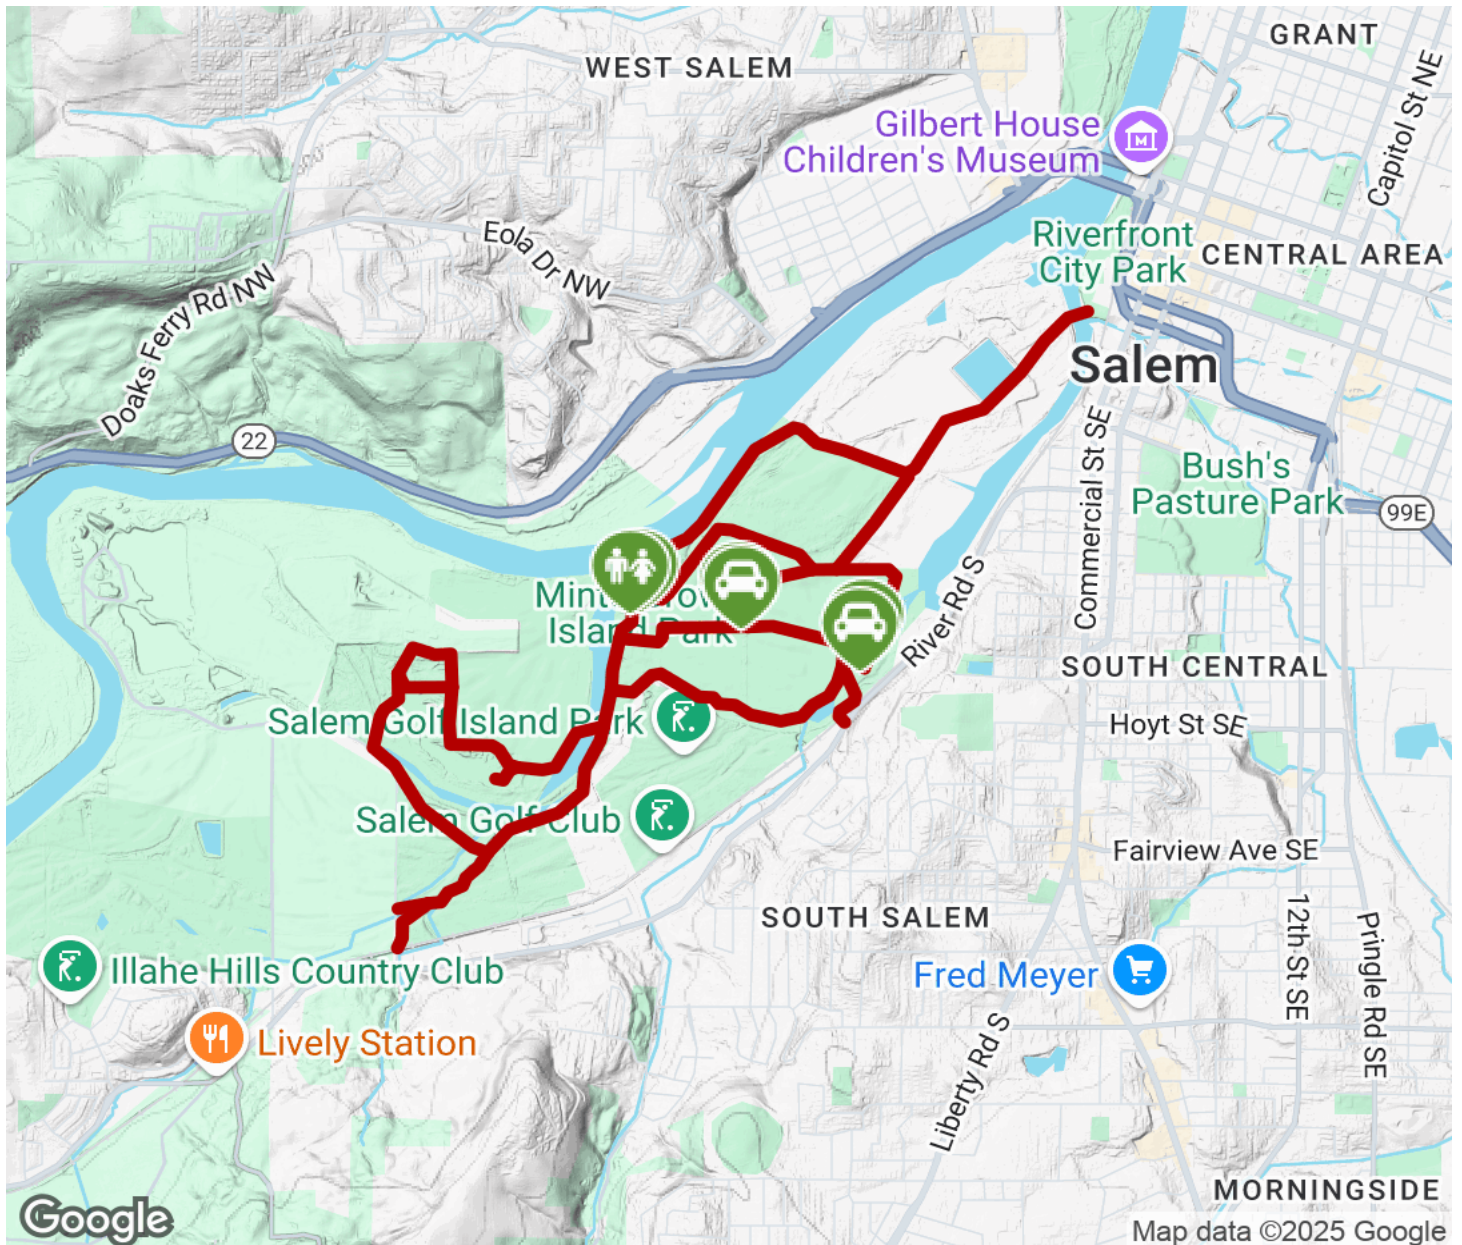 GRANT
WEST SALEM
Capitol St NE
Gilbert House
Children's Museum
M
Riverfront
City Park
CENTRAL AREA
Eola Dr NW
Doaks Ferry Rd NW
Salem
22
Commercial St SE
Bush's
Pasture Park
99E
Island Park
River Rd S
SOUTH CENTRAL
Salem Golf Island Park
Hoyt St SE
Salem Golf Club
Fairview Ave SE
SOUTH SALEM
12th St SE
Pringle Rd SE
Illahe Hills Country Club
Fred Meyer
Lively Station
Liberty Rd S
MORNINGSIDE
Google
Map data ©2025 Google